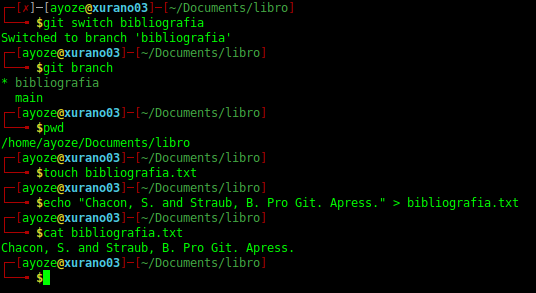 ┌─[✗]─[ayoze@xurano03]─[~/Documents/libro]
└──╼ $git switch bibliografia
Switched to branch 'bibliografia'
┌─[ayoze@xurano03]─[~/Documents/libro]
└──╼ $git branch
* bibliografia
  main
┌─[ayoze@xurano03]─[~/Documents/libro]
└──╼ $pwd
/home/ayoze/Documents/libro
┌─[ayoze@xurano03]─[~/Documents/libro]
└──╼ $touch bibliografia.txt
┌─[ayoze@xurano03]─[~/Documents/libro]
└──╼ $echo "Chacon, S. and Straub, B. Pro Git. Apress." > bibliografia.txt
┌─[ayoze@xurano03]─[~/Documents/libro]
└──╼ $cat bibliografia.txt
Chacon, S. and Straub, B. Pro Git. Apress.
┌─[ayoze@xurano03]─[~/Documents/libro]
└──╼ $